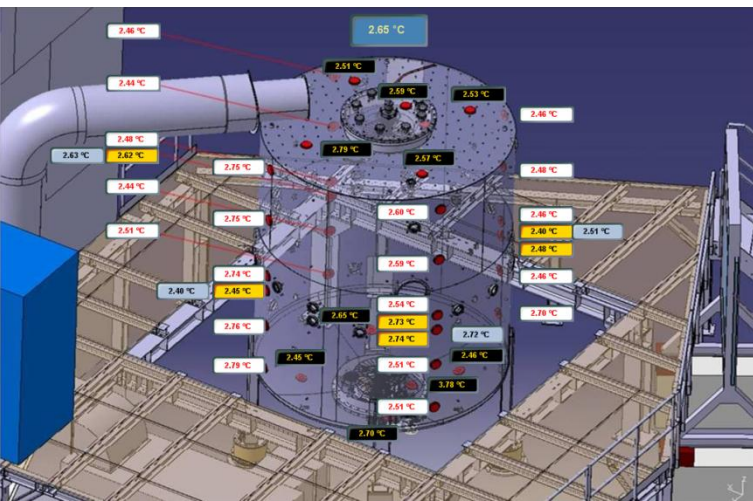 2.65 °C
2.46 °C
2.51 °C
2.44 °C
2.59 °C
2.53 °C
2.46 °C
2.48 °C
2.79 °C
2.63 °C
2.62 °C
2.57 °C
2.75 °C
2.48 °C
2.44 °C
2.75 °C
2.60 °C
2.46 °C
2.51 °C
2.40 °C
2.51 °C
2.48 °C
2.59 °C
2.74 °C
2.46 °C
2.40 °C
2.45 °C
2.54 °C
2.70 °C
2.65 °C
2.73 °C
2.76 °C
2.74 °C
2.72 °C
2.45 °C
2.46 °C
2.79 °C
2.51 °C
3.78 °C
2.51 °C
2.70 °C